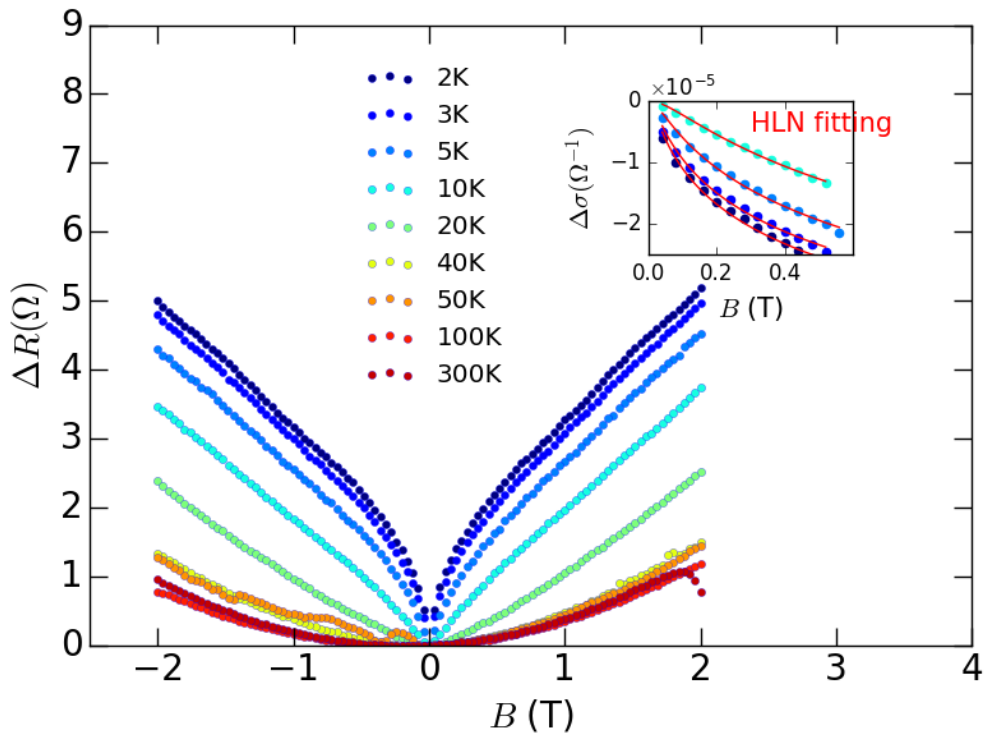 9
8
7
6
5
4
3
2
1
0
ΔR(Ω)
−2
−1
0
1
2
3
4
B (T)
2K
3K
5K
10K
20K
40K
50K
100K
300K
×10⁻⁵
0
−1
−2
Δσ(Ω⁻¹)
HLN fitting
0.0
0.2
0.4
B (T)